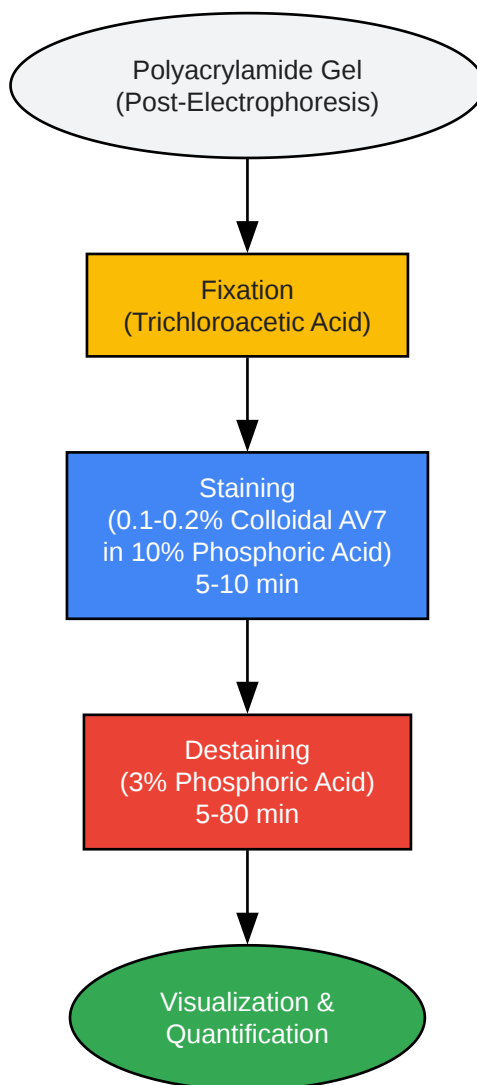 Polyacrylamide Gel
(Post-Electrophoresis)
Fixation
(Trichloroacetic Acid)
Staining
(0.1-0.2% Colloidal AV7
in 10% Phosphoric Acid)
5-10 min
Destaining
(3% Phosphoric Acid)
5-80 min
Visualization &
Quantification